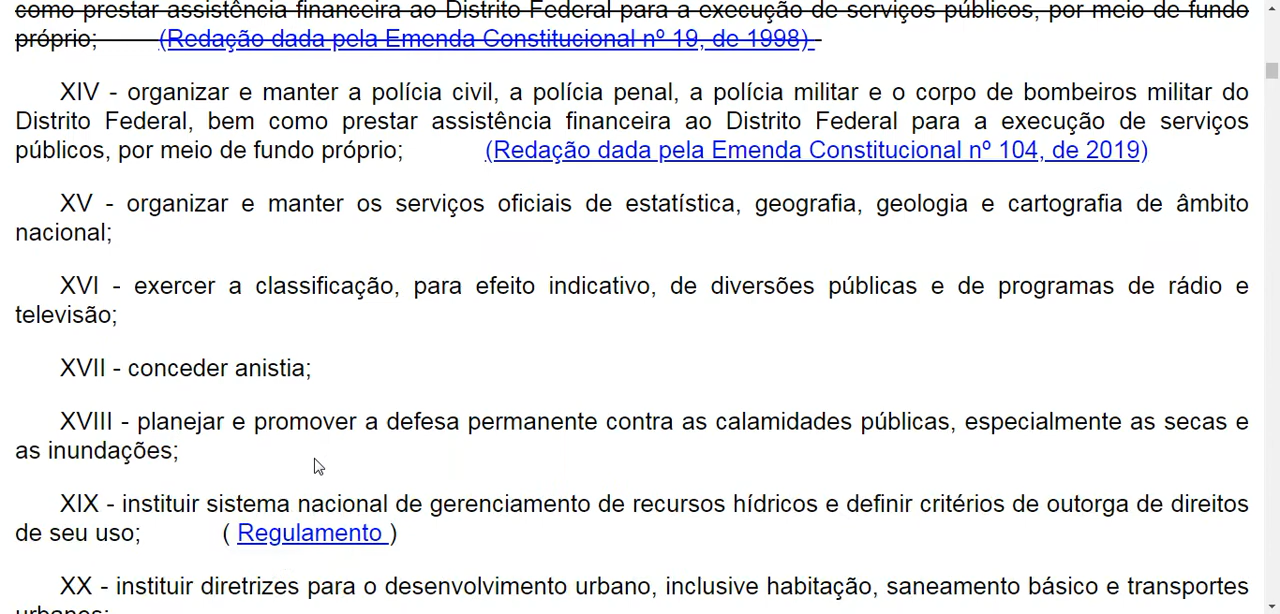 como prestar assistência financeira ao Distrito Federal para a execução de serviços públicos, por meio de fundo
próprio; (Redação dada pela Emenda Constitucional nº 19, de 1998)
XIV - organizar e manter a polícia civil, a polícia penal, a polícia militar e o corpo de bombeiros militar do
Distrito Federal, bem como prestar assistência financeira ao Distrito Federal para a execução de serviços
públicos, por meio de fundo próprio; (Redação dada pela Emenda Constitucional nº 104, de 2019)
XV - organizar e manter os serviços oficiais de estatística, geografia, geologia e cartografia de âmbito
nacional;
XVI - exercer a classificação, para efeito indicativo, de diversões públicas e de programas de rádio e
televisão;
XVII - conceder anistia;
XVIII - planejar e promover a defesa permanente contra as calamidades públicas, especialmente as secas e
as inundações;
XIX - instituir sistema nacional de gerenciamento de recursos hídricos e definir critérios de outorga de direitos
de seu uso; ( Regulamento )
XX - instituir diretrizes para o desenvolvimento urbano, inclusive habitação, saneamento básico e transportes
urbanos;